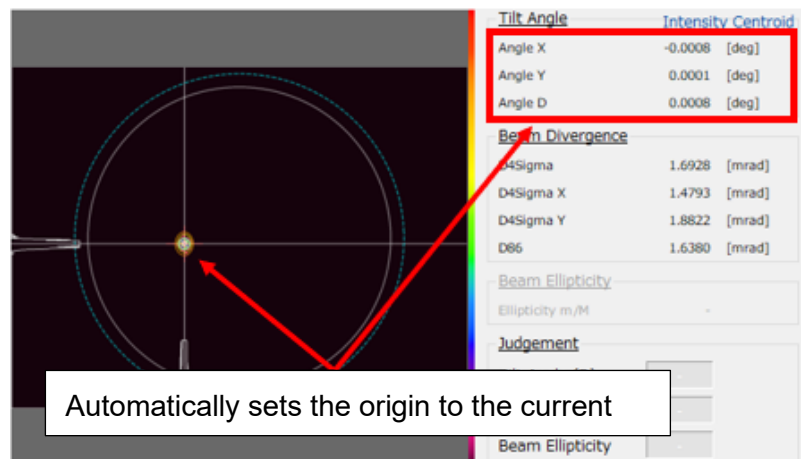 Tilt Angle Intensity Centroid
Angle X -0.0008 [deg]
Angle Y 0.0001 [deg]
Angle D 0.0008 [deg]
Beam Divergence
D4Sigma 1.6928 [mrad]
D4Sigma X 1.4793 [mrad]
D4Sigma Y 1.8822 [mrad]
D86 1.6380 [mrad]
Beam Ellipticity
Ellipticity m/M -
Judgement
-
Automatically sets the origin to the current
-
Beam Ellipticity -